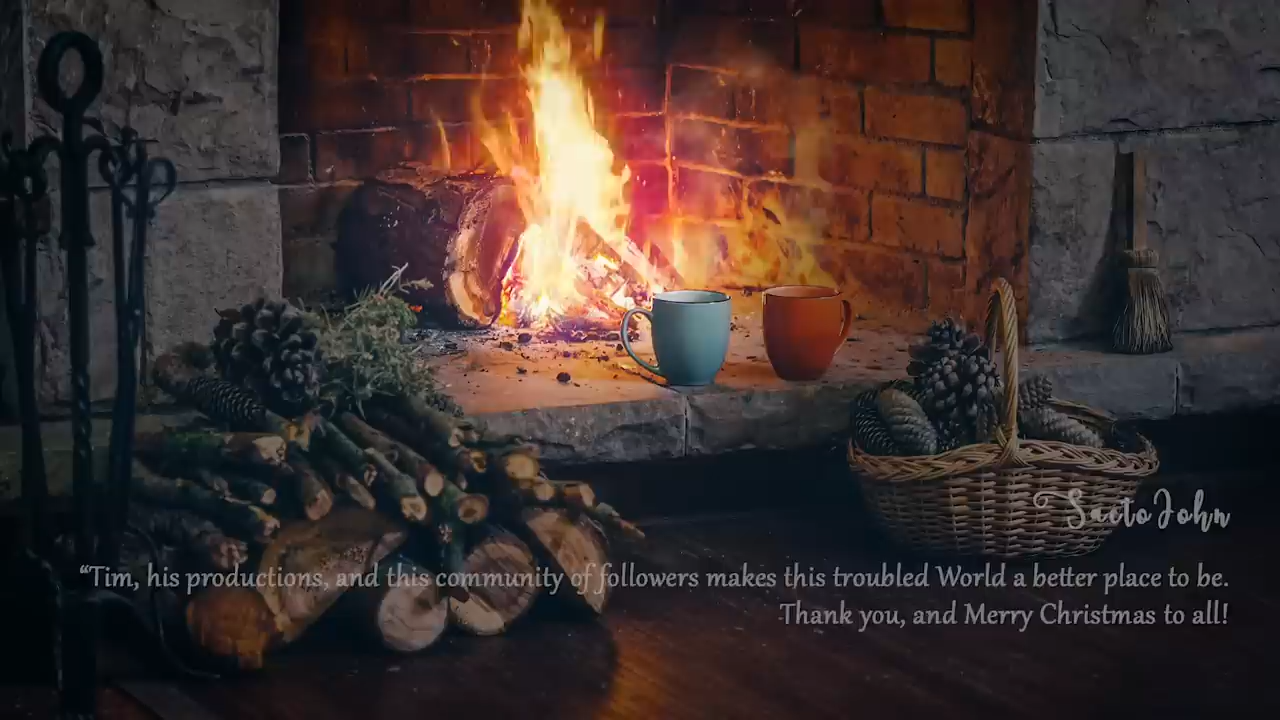 Sacto John
“Tim, his productions, and this community of followers makes this troubled World a better place to be.
Thank you, and Merry Christmas to all!